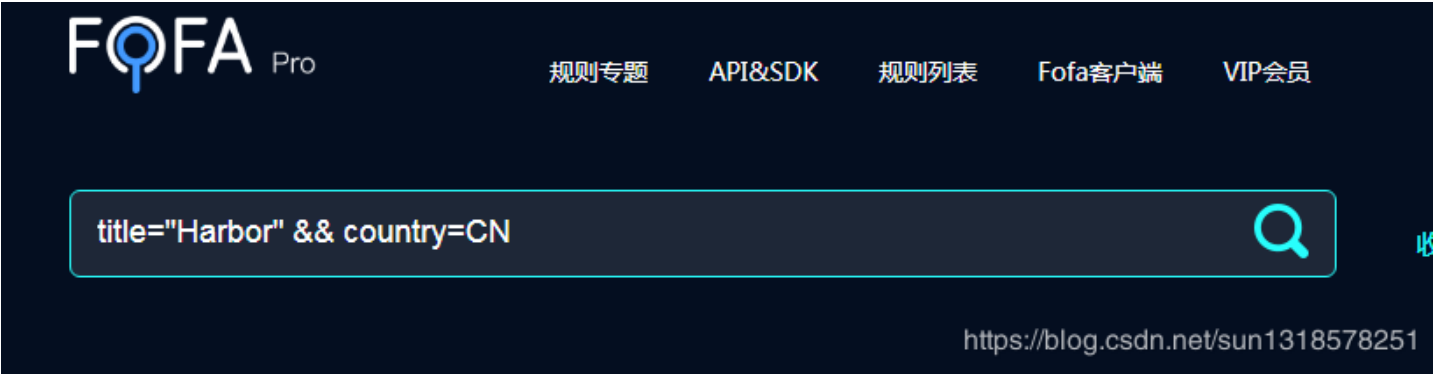 FOFA Pro 规则专题 API&SDK 规则列表 Fofa客户端 VIP会员
title="Harbor" && country=CN
https://blog.csdn.net/sun1318578251